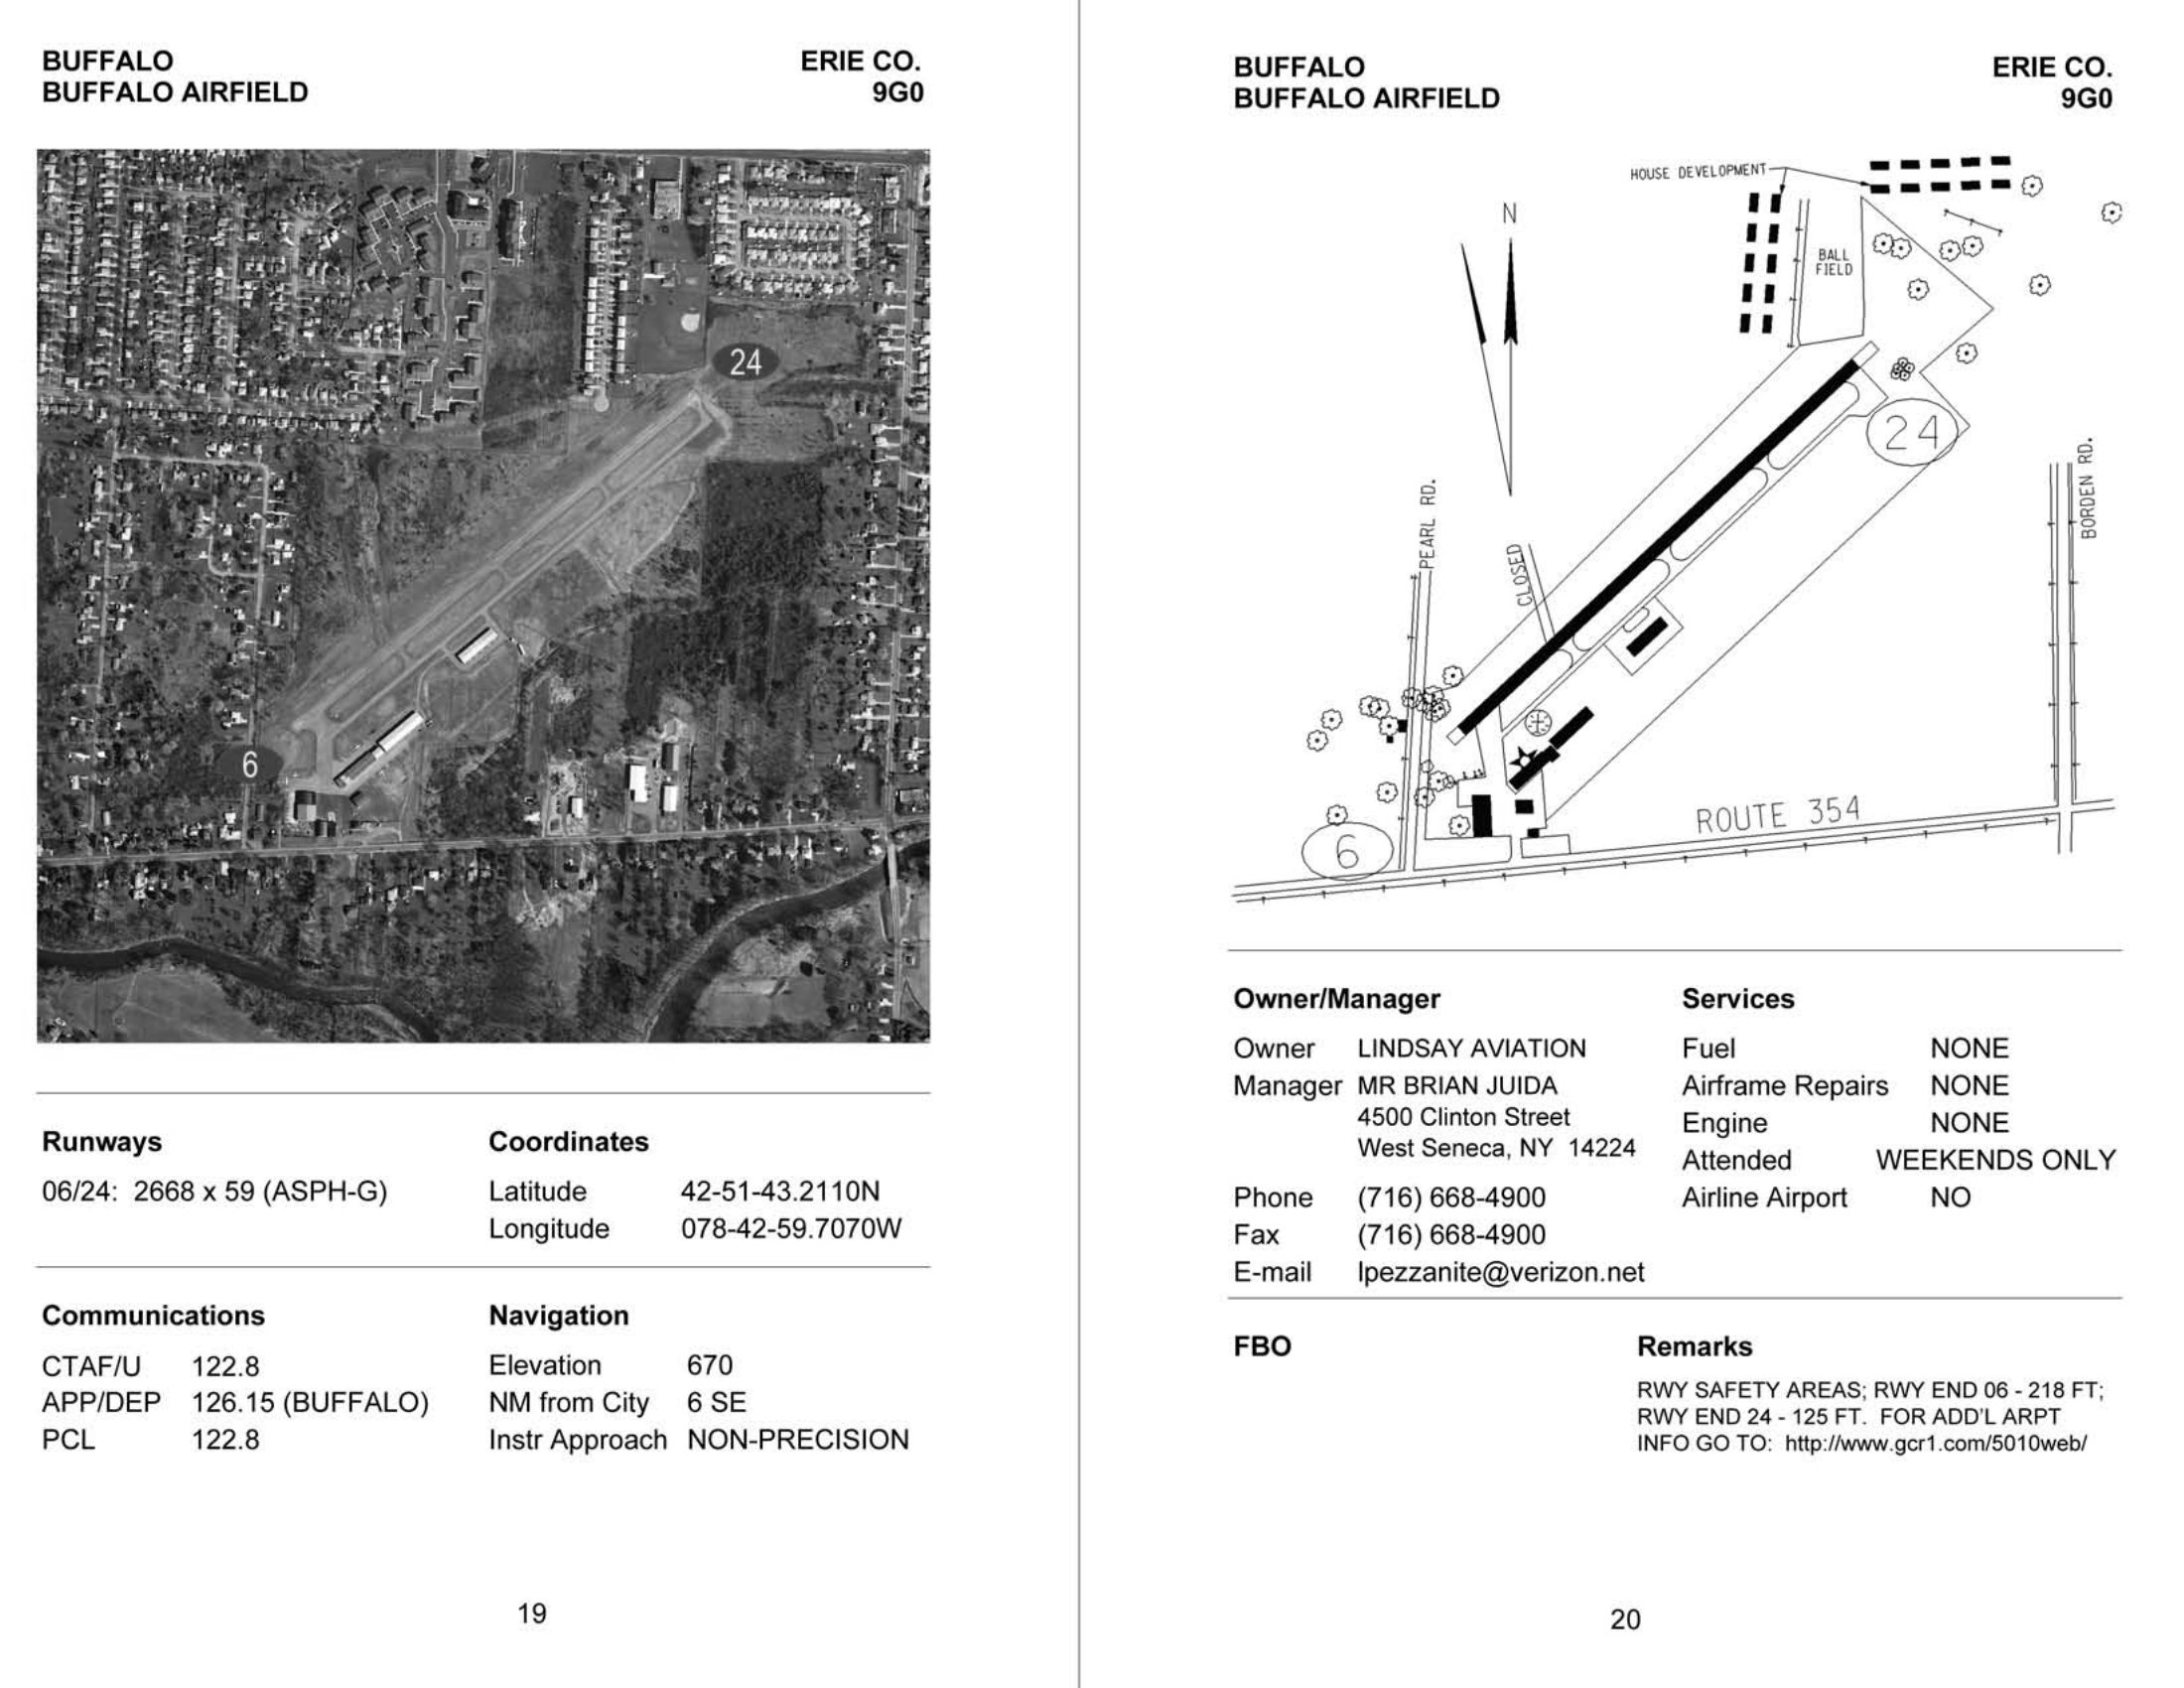 BUFFALO
BUFFALO AIRFIELD
ERIE CO.
9G0
24
6
Runways
06/24: 2668 x 59 (ASPH-G)
Coordinates
Latitude 42-51-43.2110N
Longitude 078-42-59.7070W
Communications
CTAF/U 122.8
APP/DEP 126.15 (BUFFALO)
PCL 122.8
Navigation
Elevation 670
NM from City 6 SE
Instr Approach NON-PRECISION
19
BUFFALO
BUFFALO AIRFIELD
ERIE CO.
9G0
HOUSE DEVELOPMENT
N
BALL
FIELD
24
PEARL RD.
CLOSED
BORDEN RD.
ROUTE 354
6
Owner/Manager
Owner LINDSAY AVIATION
Manager MR BRIAN JUIDA
4500 Clinton Street
West Seneca, NY 14224
Phone (716) 668-4900
Fax (716) 668-4900
E-mail lpezzanite@verizon.net
Services
Fuel NONE
Airframe Repairs NONE
Engine NONE
Attended WEEKENDS ONLY
Airline Airport NO
FBO
Remarks
RWY SAFETY AREAS; RWY END 06 - 218 FT;
RWY END 24 - 125 FT. FOR ADD'L ARPT
INFO GO TO: http://www.gcr1.com/5010web/
20